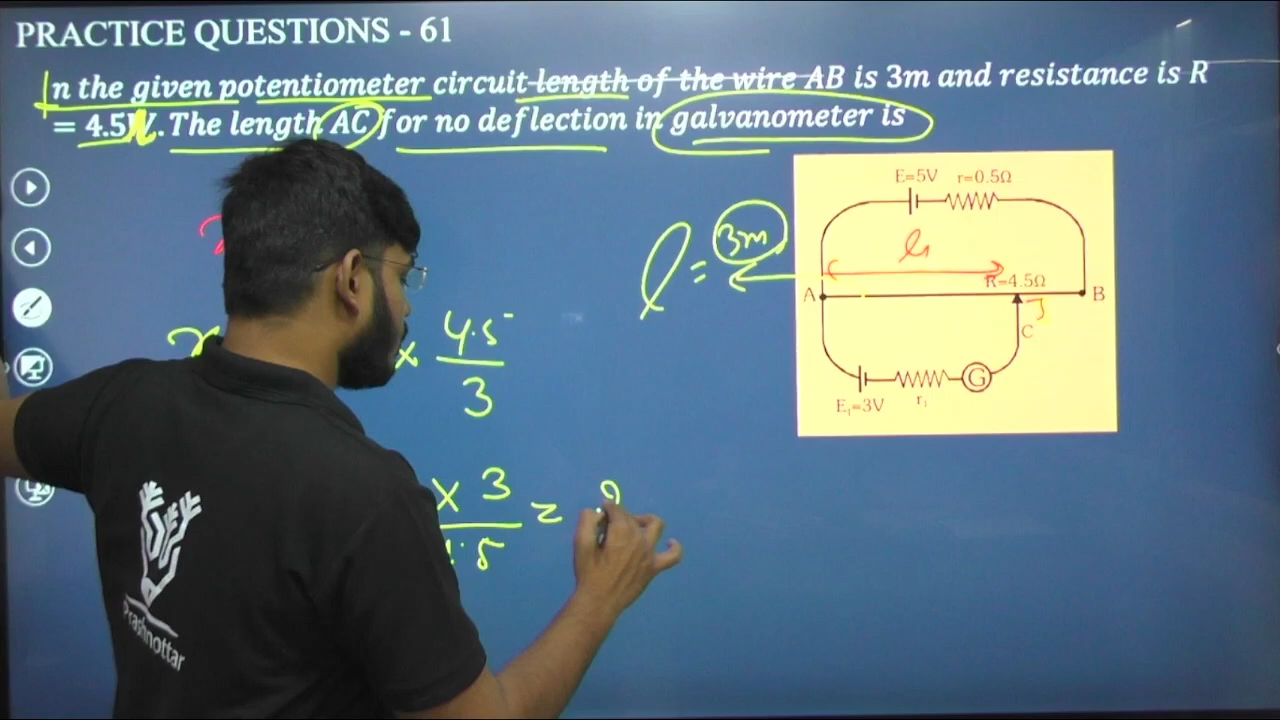 PRACTICE QUESTIONS - 61
In the given potentiometer circuit length of the wire AB is 3m and resistance is R
= 4.5Ω. The length AC for no deflection in galvanometer is
E=5V r=0.5Ω
l = 3m
l₁
R=4.5Ω
A
B
J
C
G
E₁=3V
r₁
× 4.5
3
× 3 =
.5
Prashnottar